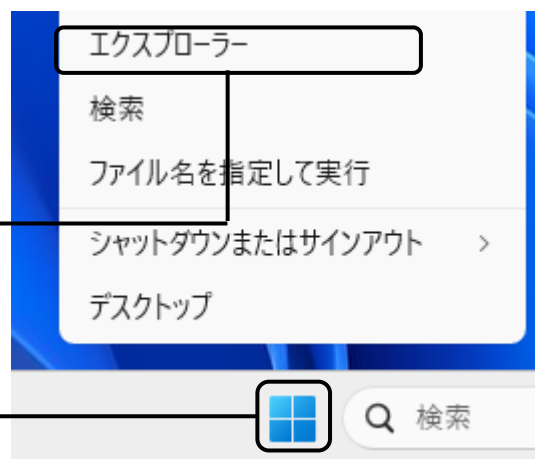 エクスプローラー
検索
ファイル名を指定して実行
シャットダウンまたはサインアウト
デスクトップ
検索